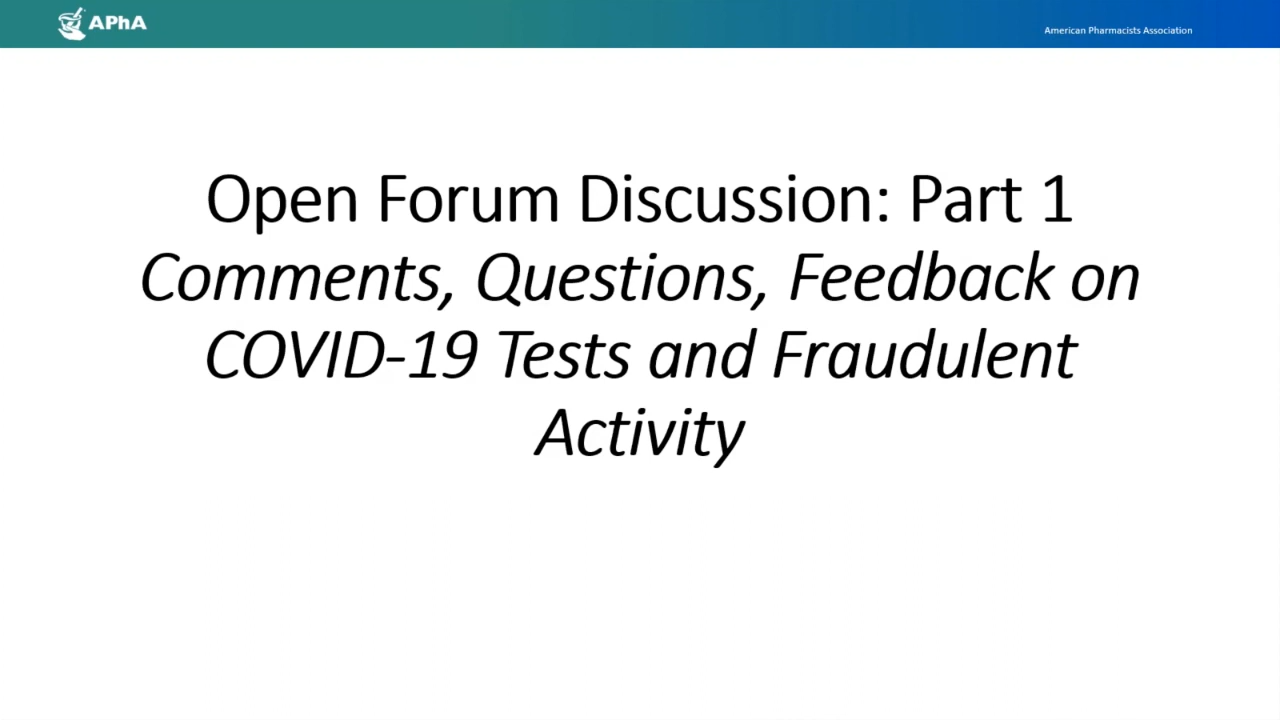 APhA
American Pharmacists Association
Open Forum Discussion: Part 1
Comments, Questions, Feedback on
COVID-19 Tests and Fraudulent
Activity